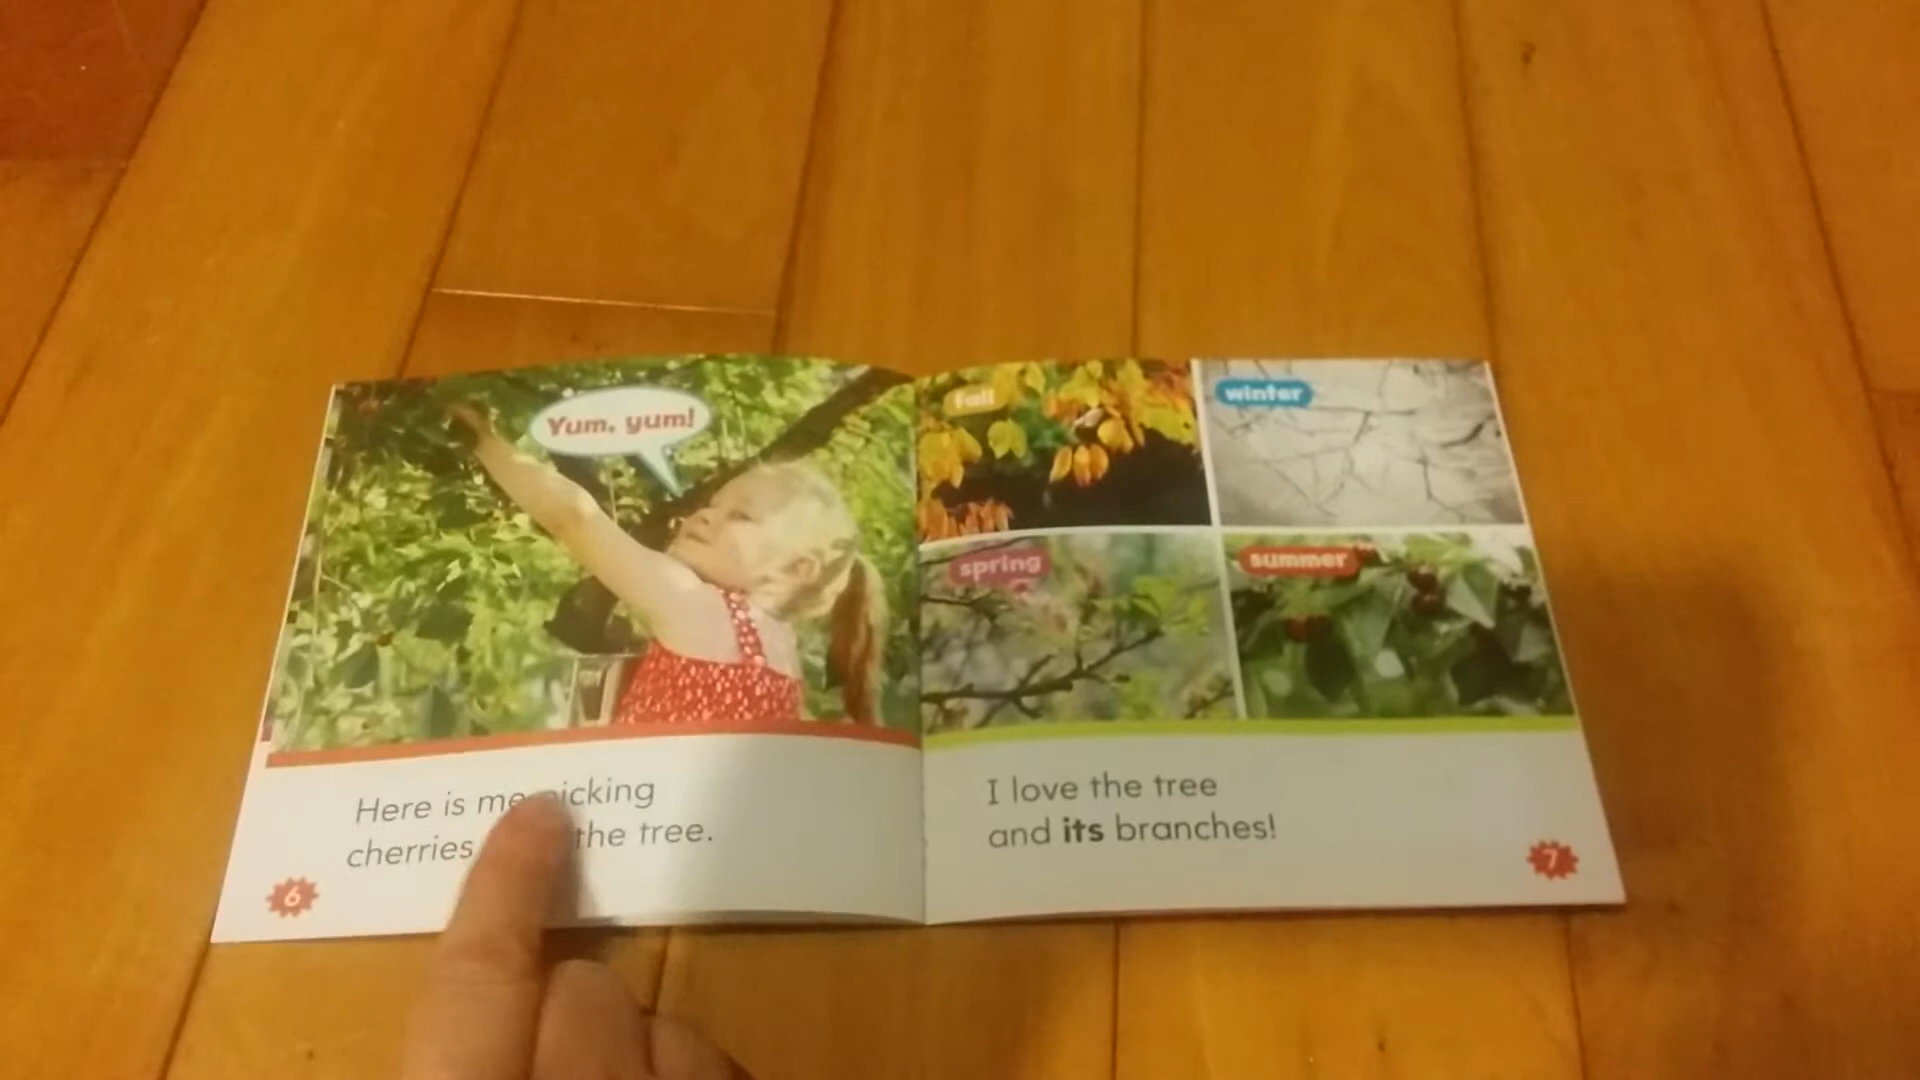 Yum, yum!
Here is me picking
cherries the tree.
6
fall
winter
spring
summer
I love the tree
and its branches!
7